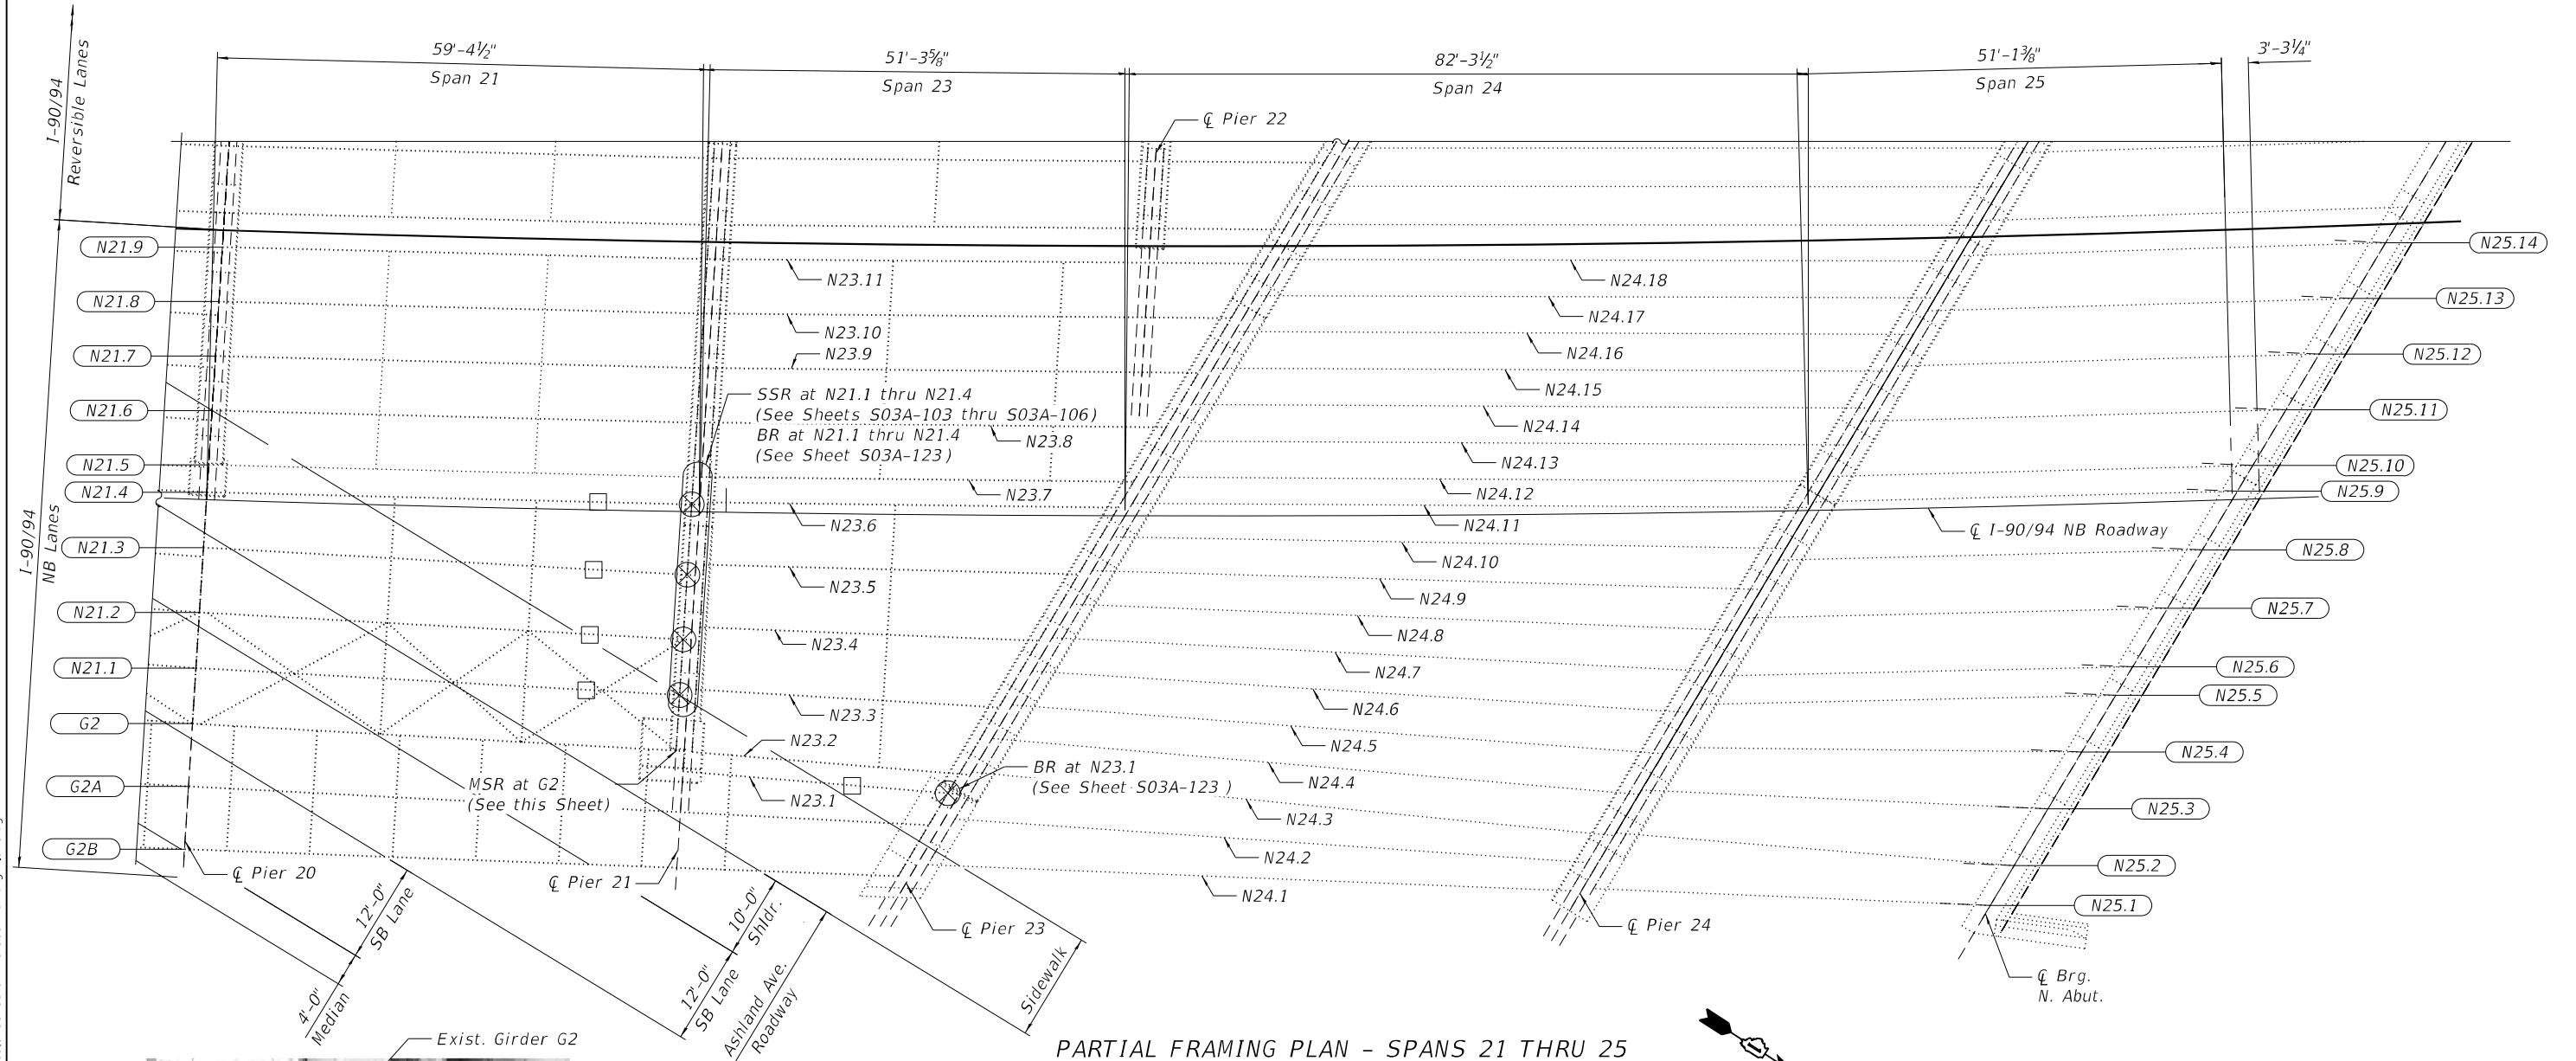 59'-4½"
Span 21
51'-3⅝"
Span 23
82'-3½"
Span 24
51'-1⅜"
Span 25
3'-3¼"
I-90/94
Reversible Lanes
℄ Pier 22
N21.9
N21.8
N21.7
N21.6
N21.5
N21.4
N21.3
N21.2
N21.1
G2
G2A
G2B
I-90/94
NB Lanes
N23.11
N23.10
N23.9
SSR at N21.1 thru N21.4
(See Sheets S03A-103 thru S03A-106)
BR at N21.1 thru N21.4
(See Sheet S03A-123)
N23.8
N23.7
N23.6
N23.5
N23.4
N23.3
N23.2
N23.1
MSR at G2
(See this Sheet)
BR at N23.1
(See Sheet S03A-123 )
N24.18
N24.17
N24.16
N24.15
N24.14
N24.13
N24.12
N24.11
N24.10
N24.9
N24.8
N24.7
N24.6
N24.5
N24.4
N24.3
N24.2
N24.1
N25.14
N25.13
N25.12
N25.11
N25.10
N25.9
℄ I-90/94 NB Roadway
N25.8
N25.7
N25.6
N25.5
N25.4
N25.3
N25.2
N25.1
℄ Pier 20
℄ Pier 21
℄ Pier 23
℄ Pier 24
℄ Brg.
N. Abut.
12'-0"
SB Lane
4'-0"
Median
10'-0"
Shldr.
12'-0"
SB Lane
Ashland Ave.
Roadway
Sidewalk
Exist. Girder G2
PARTIAL FRAMING PLAN - SPANS 21 THRU 25